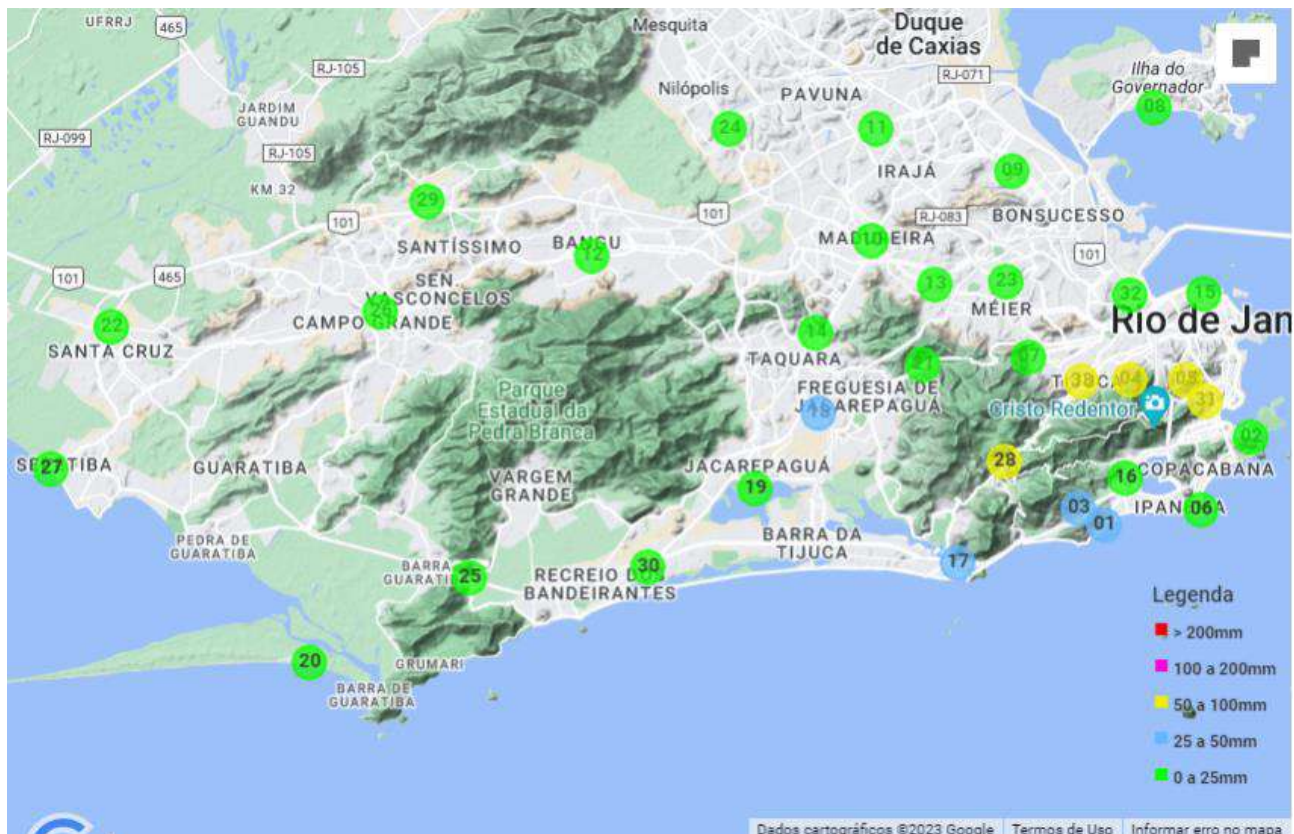 UFRRJ
465
Mesquita
Duque
de Caxias
RJ-105
RJ-071
Ilha do
Governador
Nilópolis
PAVUNA
08
JARDIM
GUANDU
24
11
RJ-099
RJ-105
IRAJÁ
09
KM 32
29
101
101
RJ-083
BONSUCESSO
SANTÍSSIMO
BANGU
12
MADUREIRA
10
101
101
465
SEN
VASCONCELOS
13
23
32
15
26
CAMPO GRANDE
MÉIER
22
SANTA CRUZ
14
Rio de Jan
TAQUARA
21
07
Parque
Estadual da
Pedra Branca
FREGUESIA DE
JACAREPAGUÁ
18
04
05
31
Cristo Redentor
02
27
GUARATIBA
VARGEM
GRANDE
JACAREPAGUÁ
28
COPACABANA
19
16
03
IPANEMA
06
01
PEDRA DE
GUARATIBA
BARRA DA
TIJUCA
17
BARRA
25
30
RECREIO DOS
BANDEIRANTES
20
GRUMARI
BARRA DE
GUARATIBA
Legenda
> 200mm
100 a 200mm
50 a 100mm
25 a 50mm
0 a 25mm
Dados cartográficos ©2023 Google
Termos de Uso
Informar erro no mapa